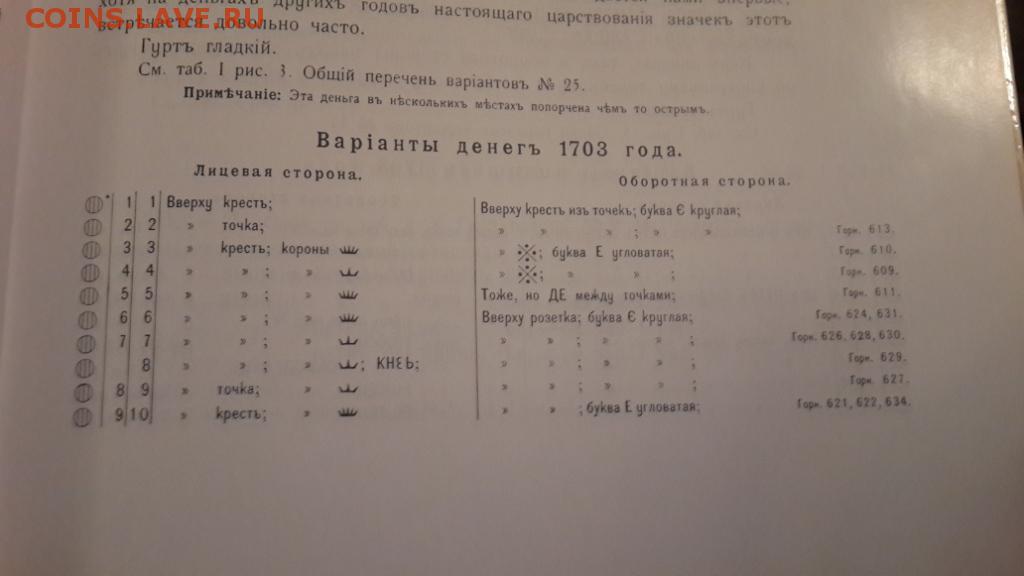 COINS.LAVE.RU
хотя на деньгахъ другихъ годовъ настоящаго царствованія значекъ этотъ
встрѣчается довольно часто.
Гуртъ гладкій.
См. таб. I рис. 3. Общій перечень варіантовъ № 25.
Примѣчаніе: Эта деньга въ нѣсколькихъ мѣстахъ попорчена чѣмъ то острымъ.
Варіанты денегъ 1703 года.
Лицевая сторона. Оборотная сторона.
1 1 Вверху крестъ; Вверху крестъ изъ точекъ; буква Є круглая;
2 2 » точка; » » » ; » » Горн. 613.
3 3 » крестъ; короны » ※; буква Е угловатая; Горн. 610.
4 4 » » ; » » ※; » » ; Горн. 609.
5 5 » » ; » Тоже, но ДЕ между точками; Горн. 611.
6 6 » » ; » Вверху розетка; буква Є круглая; Горн. 624, 631.
7 7 » » ; » » » ; » » ; Горн. 626, 628, 630.
8 » » ; » ; КНЕЬ; » » ; » » ; Горн. 629.
8 9 » точка; » » » ; » » ; Горн. 627.
9 10 » крестъ; » » » ; буква Е угловатая; Горн. 621, 622, 634.